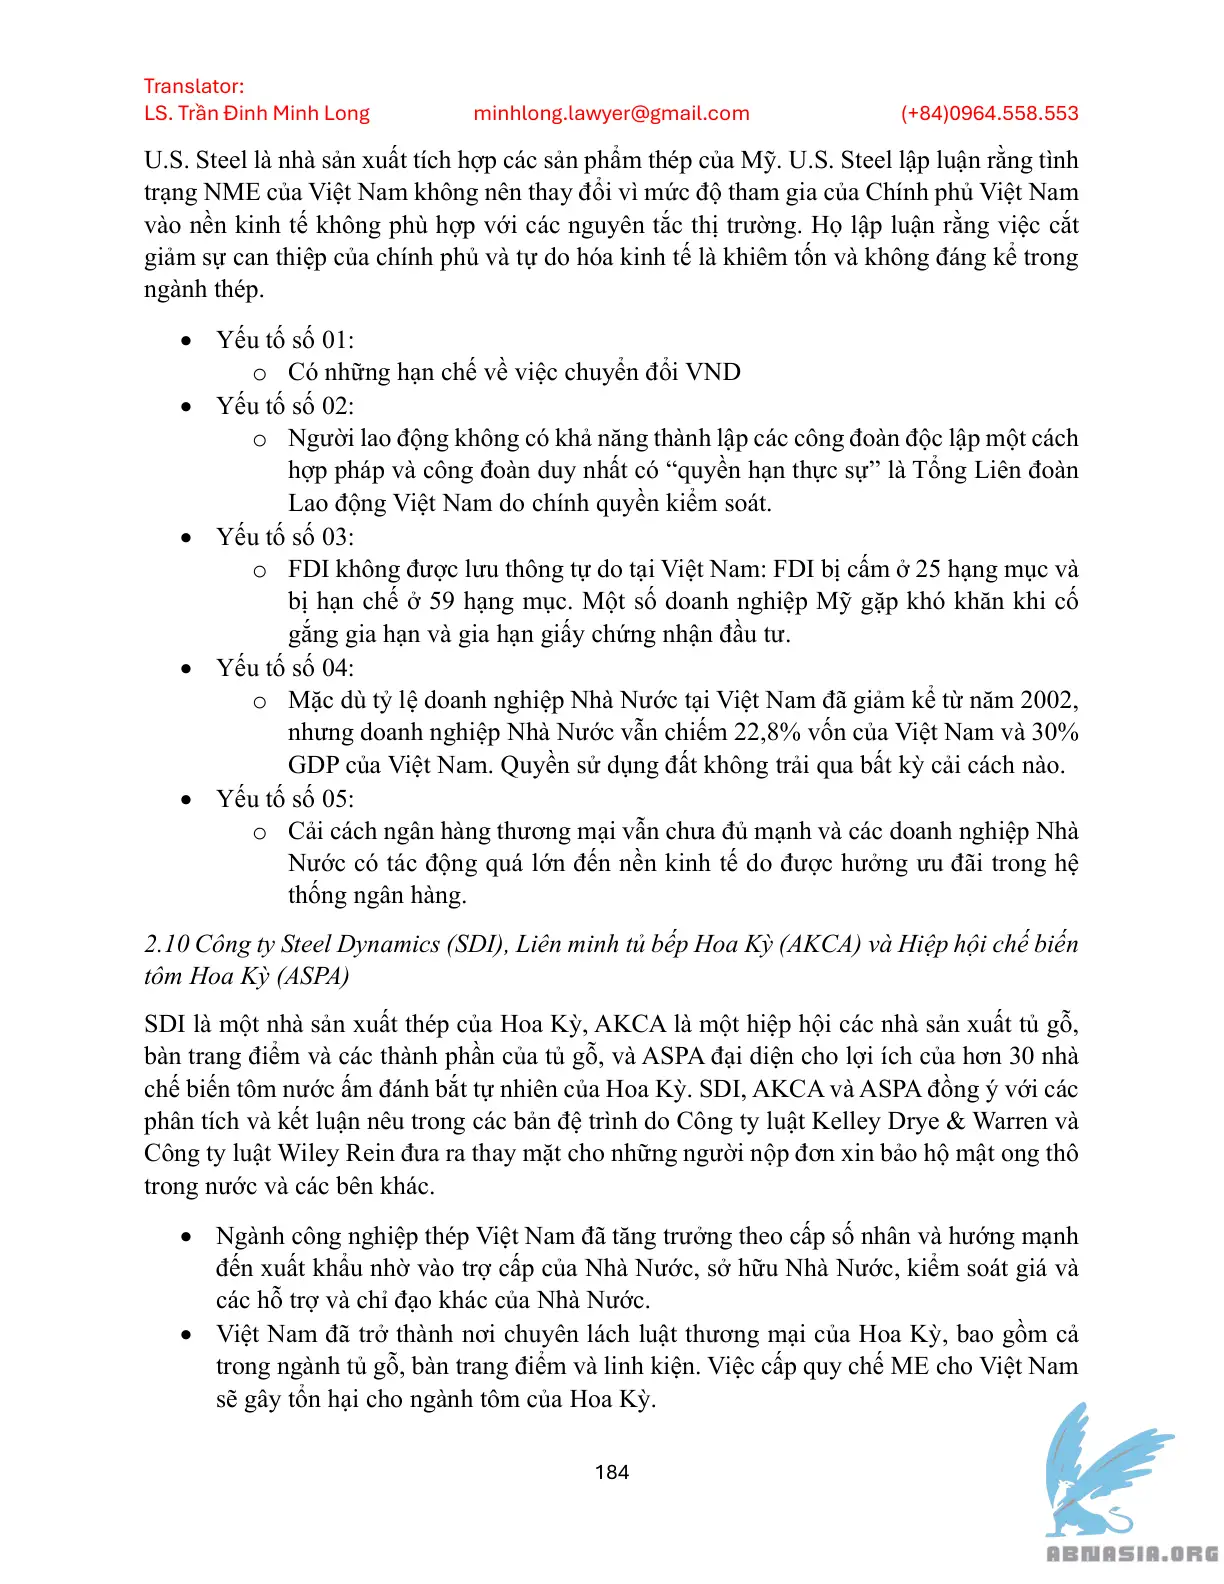 Translator:
LS. Trần Đinh Minh Long minhlong.lawyer@gmail.com (+84)0964.558.553
U.S. Steel là nhà sản xuất tích hợp các sản phẩm thép của Mỹ. U.S. Steel lập luận rằng tình
trạng NME của Việt Nam không nên thay đổi vì mức độ tham gia của Chính phủ Việt Nam
vào nền kinh tế không phù hợp với các nguyên tắc thị trường. Họ lập luận rằng việc cắt
giảm sự can thiệp của chính phủ và tự do hóa kinh tế là khiêm tốn và không đáng kể trong
ngành thép.
• Yếu tố số 01:
o Có những hạn chế về việc chuyển đổi VND
• Yếu tố số 02:
o Người lao động không có khả năng thành lập các công đoàn độc lập một cách
hợp pháp và công đoàn duy nhất có “quyền hạn thực sự” là Tổng Liên đoàn
Lao động Việt Nam do chính quyền kiểm soát.
• Yếu tố số 03:
o FDI không được lưu thông tự do tại Việt Nam: FDI bị cấm ở 25 hạng mục và
bị hạn chế ở 59 hạng mục. Một số doanh nghiệp Mỹ gặp khó khăn khi cố
gắng gia hạn và gia hạn giấy chứng nhận đầu tư.
• Yếu tố số 04:
o Mặc dù tỷ lệ doanh nghiệp Nhà Nước tại Việt Nam đã giảm kể từ năm 2002,
nhưng doanh nghiệp Nhà Nước vẫn chiếm 22,8% vốn của Việt Nam và 30%
GDP của Việt Nam. Quyền sử dụng đất không trải qua bất kỳ cải cách nào.
• Yếu tố số 05:
o Cải cách ngân hàng thương mại vẫn chưa đủ mạnh và các doanh nghiệp Nhà
Nước có tác động quá lớn đến nền kinh tế do được hưởng ưu đãi trong hệ
thống ngân hàng.
2.10 Công ty Steel Dynamics (SDI), Liên minh tủ bếp Hoa Kỳ (AKCA) và Hiệp hội chế biến
tôm Hoa Kỳ (ASPA)
SDI là một nhà sản xuất thép của Hoa Kỳ, AKCA là một hiệp hội các nhà sản xuất tủ gỗ,
bàn trang điểm và các thành phần của tủ gỗ, và ASPA đại diện cho lợi ích của hơn 30 nhà
chế biến tôm nước ấm đánh bắt tự nhiên của Hoa Kỳ. SDI, AKCA và ASPA đồng ý với các
phân tích và kết luận nêu trong các bản đệ trình do Công ty luật Kelley Drye & Warren và
Công ty luật Wiley Rein đưa ra thay mặt cho những người nộp đơn xin bảo hộ mật ong thô
trong nước và các bên khác.
• Ngành công nghiệp thép Việt Nam đã tăng trưởng theo cấp số nhân và hướng mạnh
đến xuất khẩu nhờ vào trợ cấp của Nhà Nước, sở hữu Nhà Nước, kiểm soát giá và
các hỗ trợ và chỉ đạo khác của Nhà Nước.
• Việt Nam đã trở thành nơi chuyên lách luật thương mại của Hoa Kỳ, bao gồm cả
trong ngành tủ gỗ, bàn trang điểm và linh kiện. Việc cấp quy chế ME cho Việt Nam
sẽ gây tổn hại cho ngành tôm của Hoa Kỳ.
184
ABNASIA.ORG